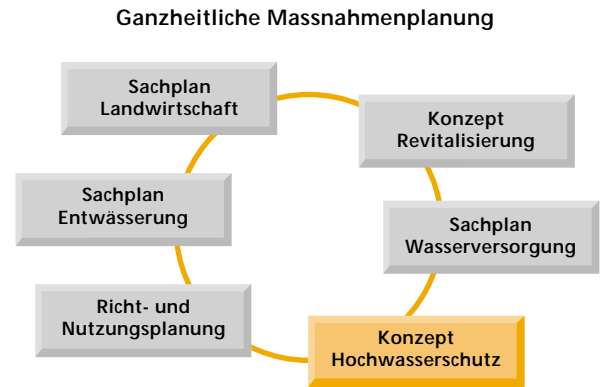 Ganzheitliche Massnahmenplanung
Sachplan
Landwirtschaft
Konzept
Revitalisierung
Sachplan
Entwässerung
Sachplan
Wasserversorgung
Richt- und
Nutzungsplanung
Konzept
Hochwasserschutz